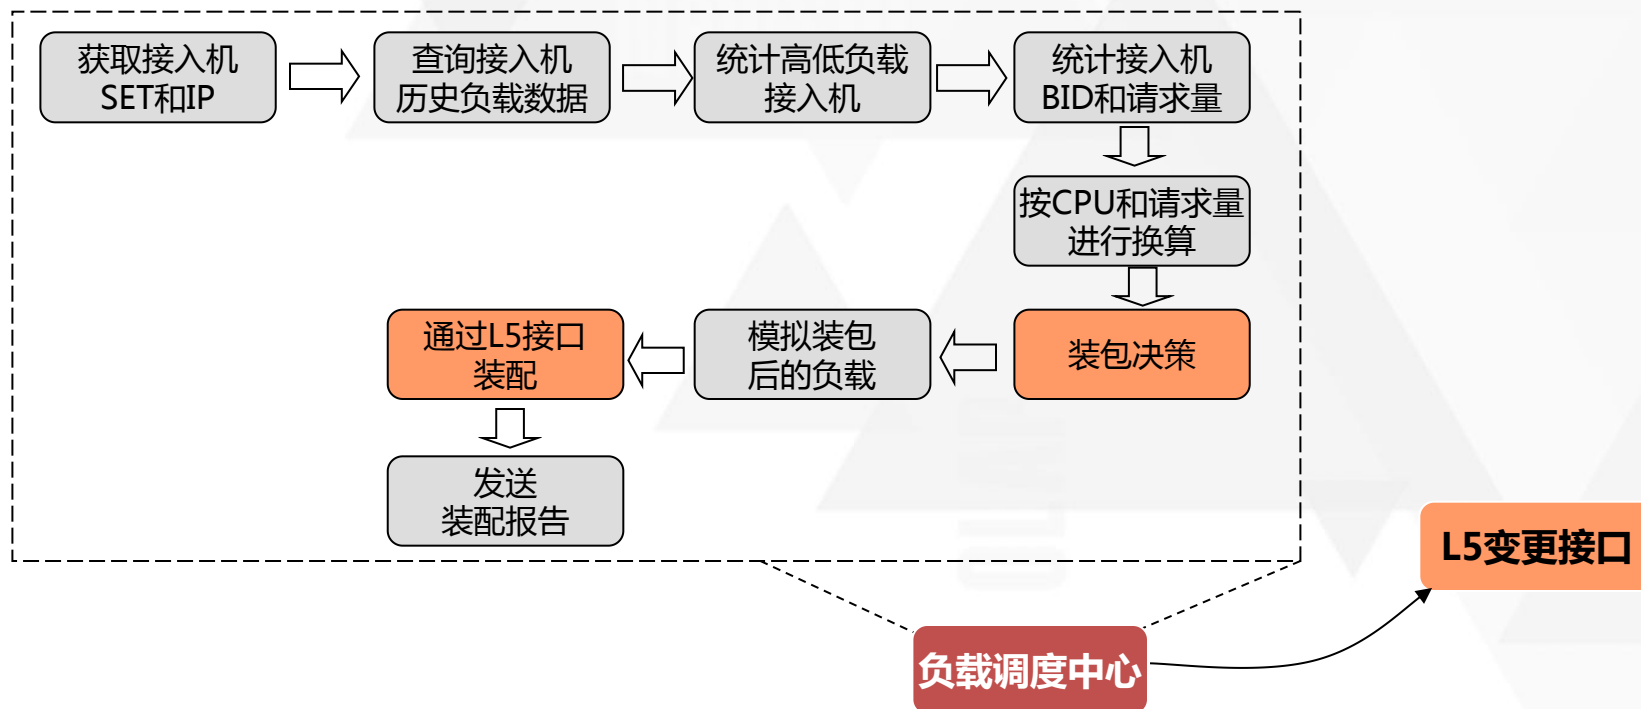 获取接入机
SET和IP
查询接入机
历史负载数据
统计高低负载
接入机
统计接入机
BID和请求量
按CPU和请求量
进行换算
装包决策
模拟装包
后的负载
通过L5接口
装配
发送
装配报告
L5变更接口
负载调度中心